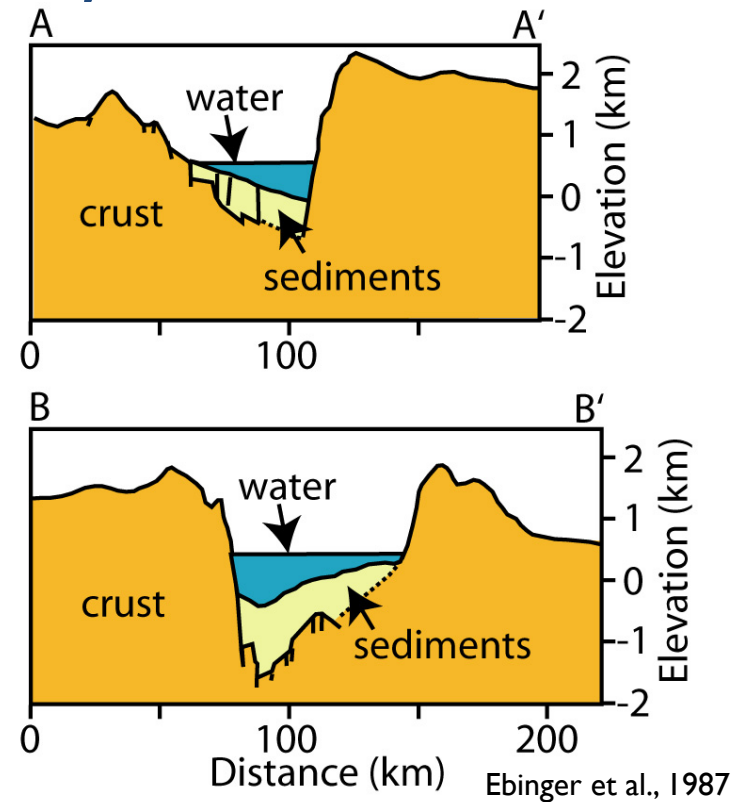 A A‘
water
crust
sediments
2
1
0
-1
-2
Elevation (km)
0 100
B B‘
water
crust
sediments
2
1
0
-1
-2
Elevation (km)
0 100 200
Distance (km)
Ebinger et al., 1987